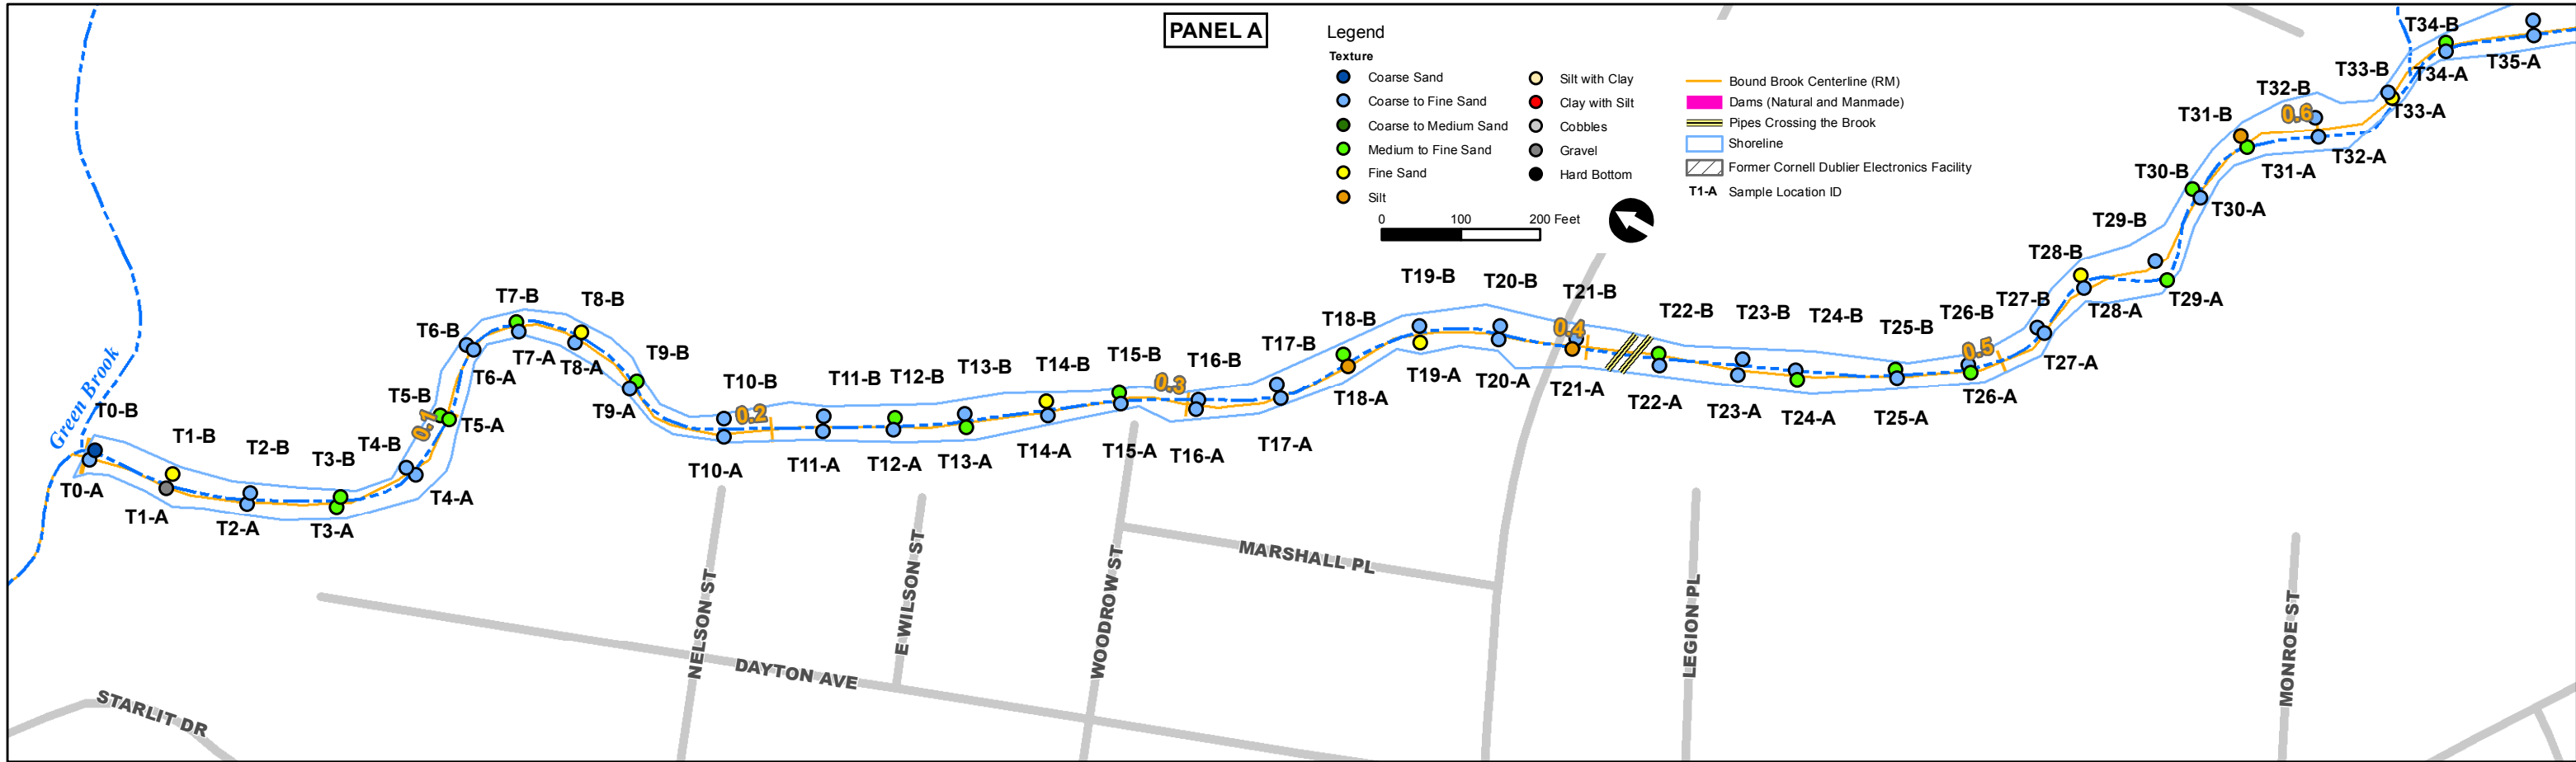 PANEL A
Legend
Texture
Coarse Sand
Coarse to Fine Sand
Coarse to Medium Sand
Medium to Fine Sand
Fine Sand
Silt
Silt with Clay
Clay with Silt
Cobbles
Gravel
Hard Bottom
Bound Brook Centerline (RM)
Dams (Natural and Manmade)
Pipes Crossing the Brook
Shoreline
Former Cornell Dublier Electronics Facility
T1-A Sample Location ID
0 100 200 Feet
Green Brook
T0-B
T0-A
T1-B
T1-A
T2-B
T2-A
T3-B
T3-A
T4-B
T4-A
T5-B
0.1
T5-A
T6-B
T6-A
T7-B
T7-A
T8-B
T8-A
T9-B
T9-A
T10-B
0.2
T10-A
T11-B
T11-A
T12-B
T12-A
T13-B
T13-A
T14-B
T14-A
T15-B
T15-A
0.3
T16-B
T16-A
T17-B
T17-A
T18-B
T18-A
T19-B
T19-A
T20-B
T20-A
T21-B
0.4
T21-A
T22-B
T22-A
T23-B
T23-A
T24-B
T24-A
T25-B
T25-A
T26-B
0.5
T26-A
T27-B
T27-A
T28-B
T28-A
T29-B
T29-A
T30-B
T30-A
T31-B
T31-A
T32-B
0.6
T32-A
T33-B
T33-A
T34-B
T34-A
T35-A
STARLIT DR
DAYTON AVE
NELSON ST
E WILSON ST
WOODROW ST
MARSHALL PL
LEGION PL
MONROE ST